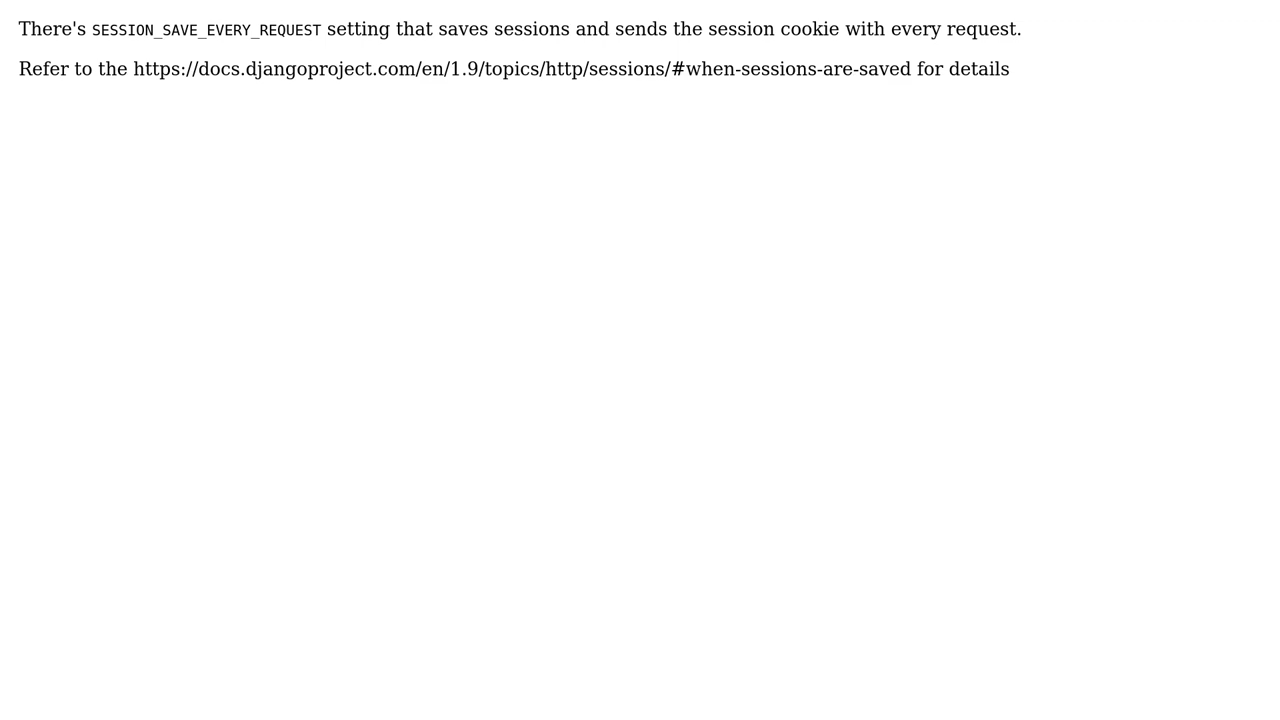 There's SESSION_SAVE_EVERY_REQUEST setting that saves sessions and sends the session cookie with every request.
Refer to the https://docs.djangoproject.com/en/1.9/topics/http/sessions/#when-sessions-are-saved for details